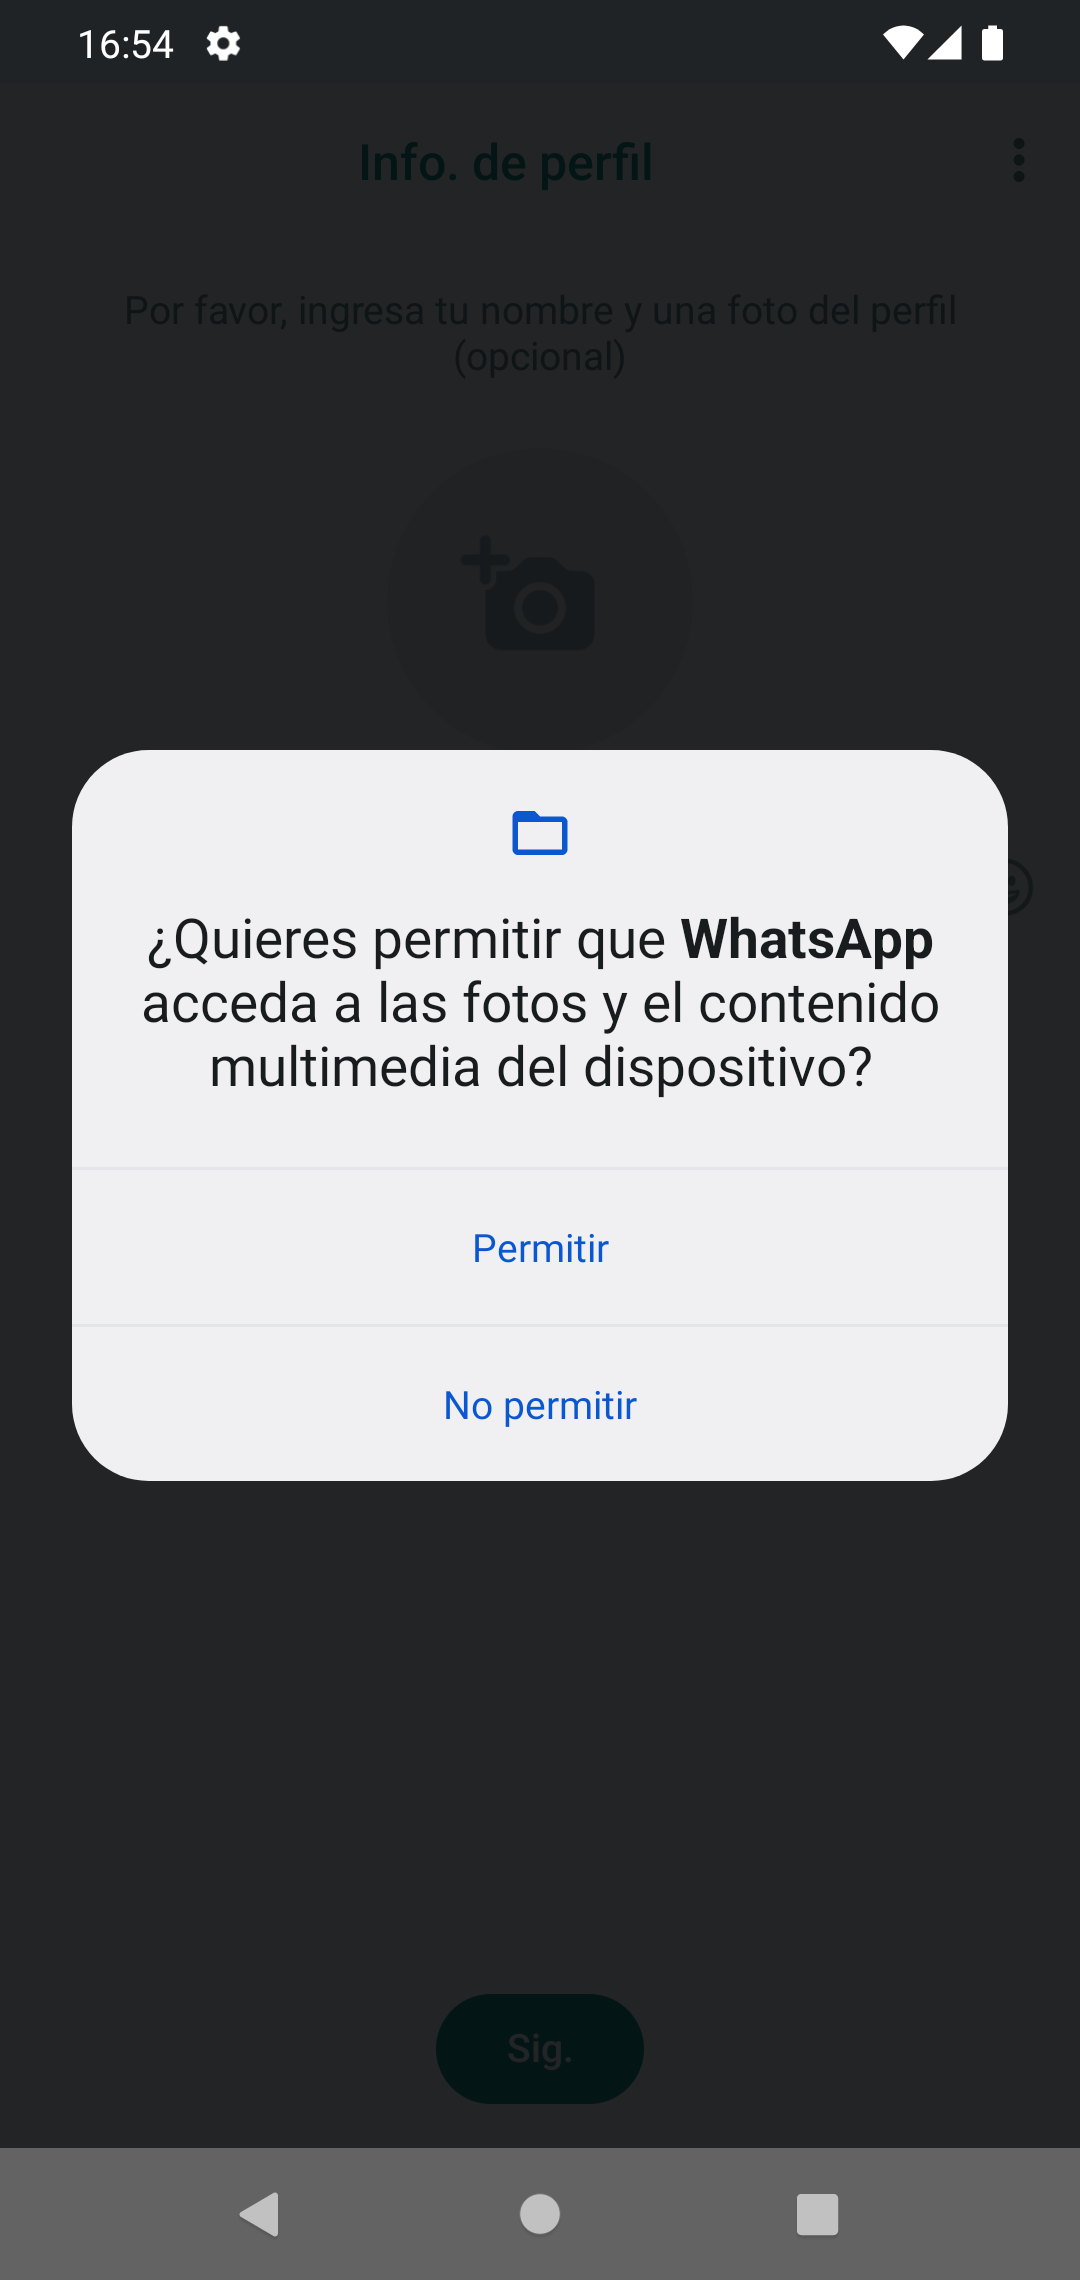 16:54
Info. de perfil
Por favor, ingresa tu nombre y una foto del perfil
(opcional)
¿Quieres permitir que WhatsApp
acceda a las fotos y el contenido
multimedia del dispositivo?
Permitir
No permitir
Sig.